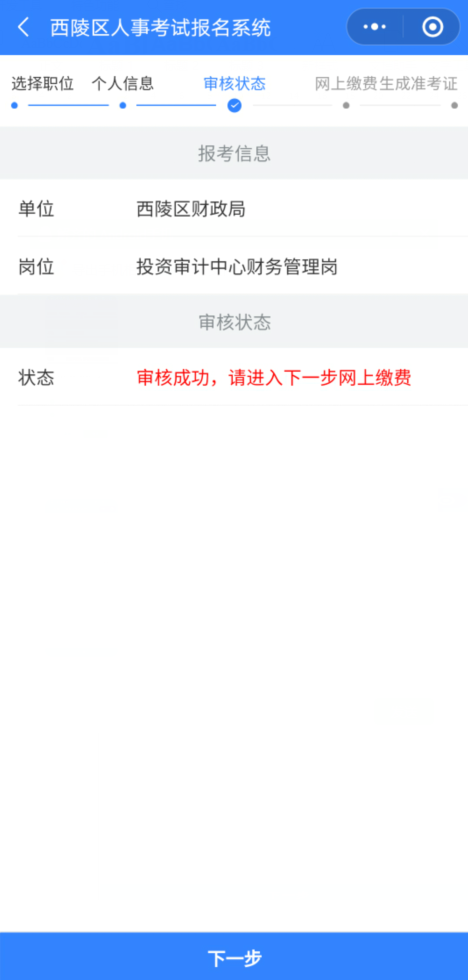 西陵区人事考试报名系统
选择职位 个人信息 审核状态 网上缴费 生成准考证
报考信息
单位 西陵区财政局
岗位 投资审计中心财务管理岗
审核状态
状态 审核成功，请进入下一步网上缴费
下一步